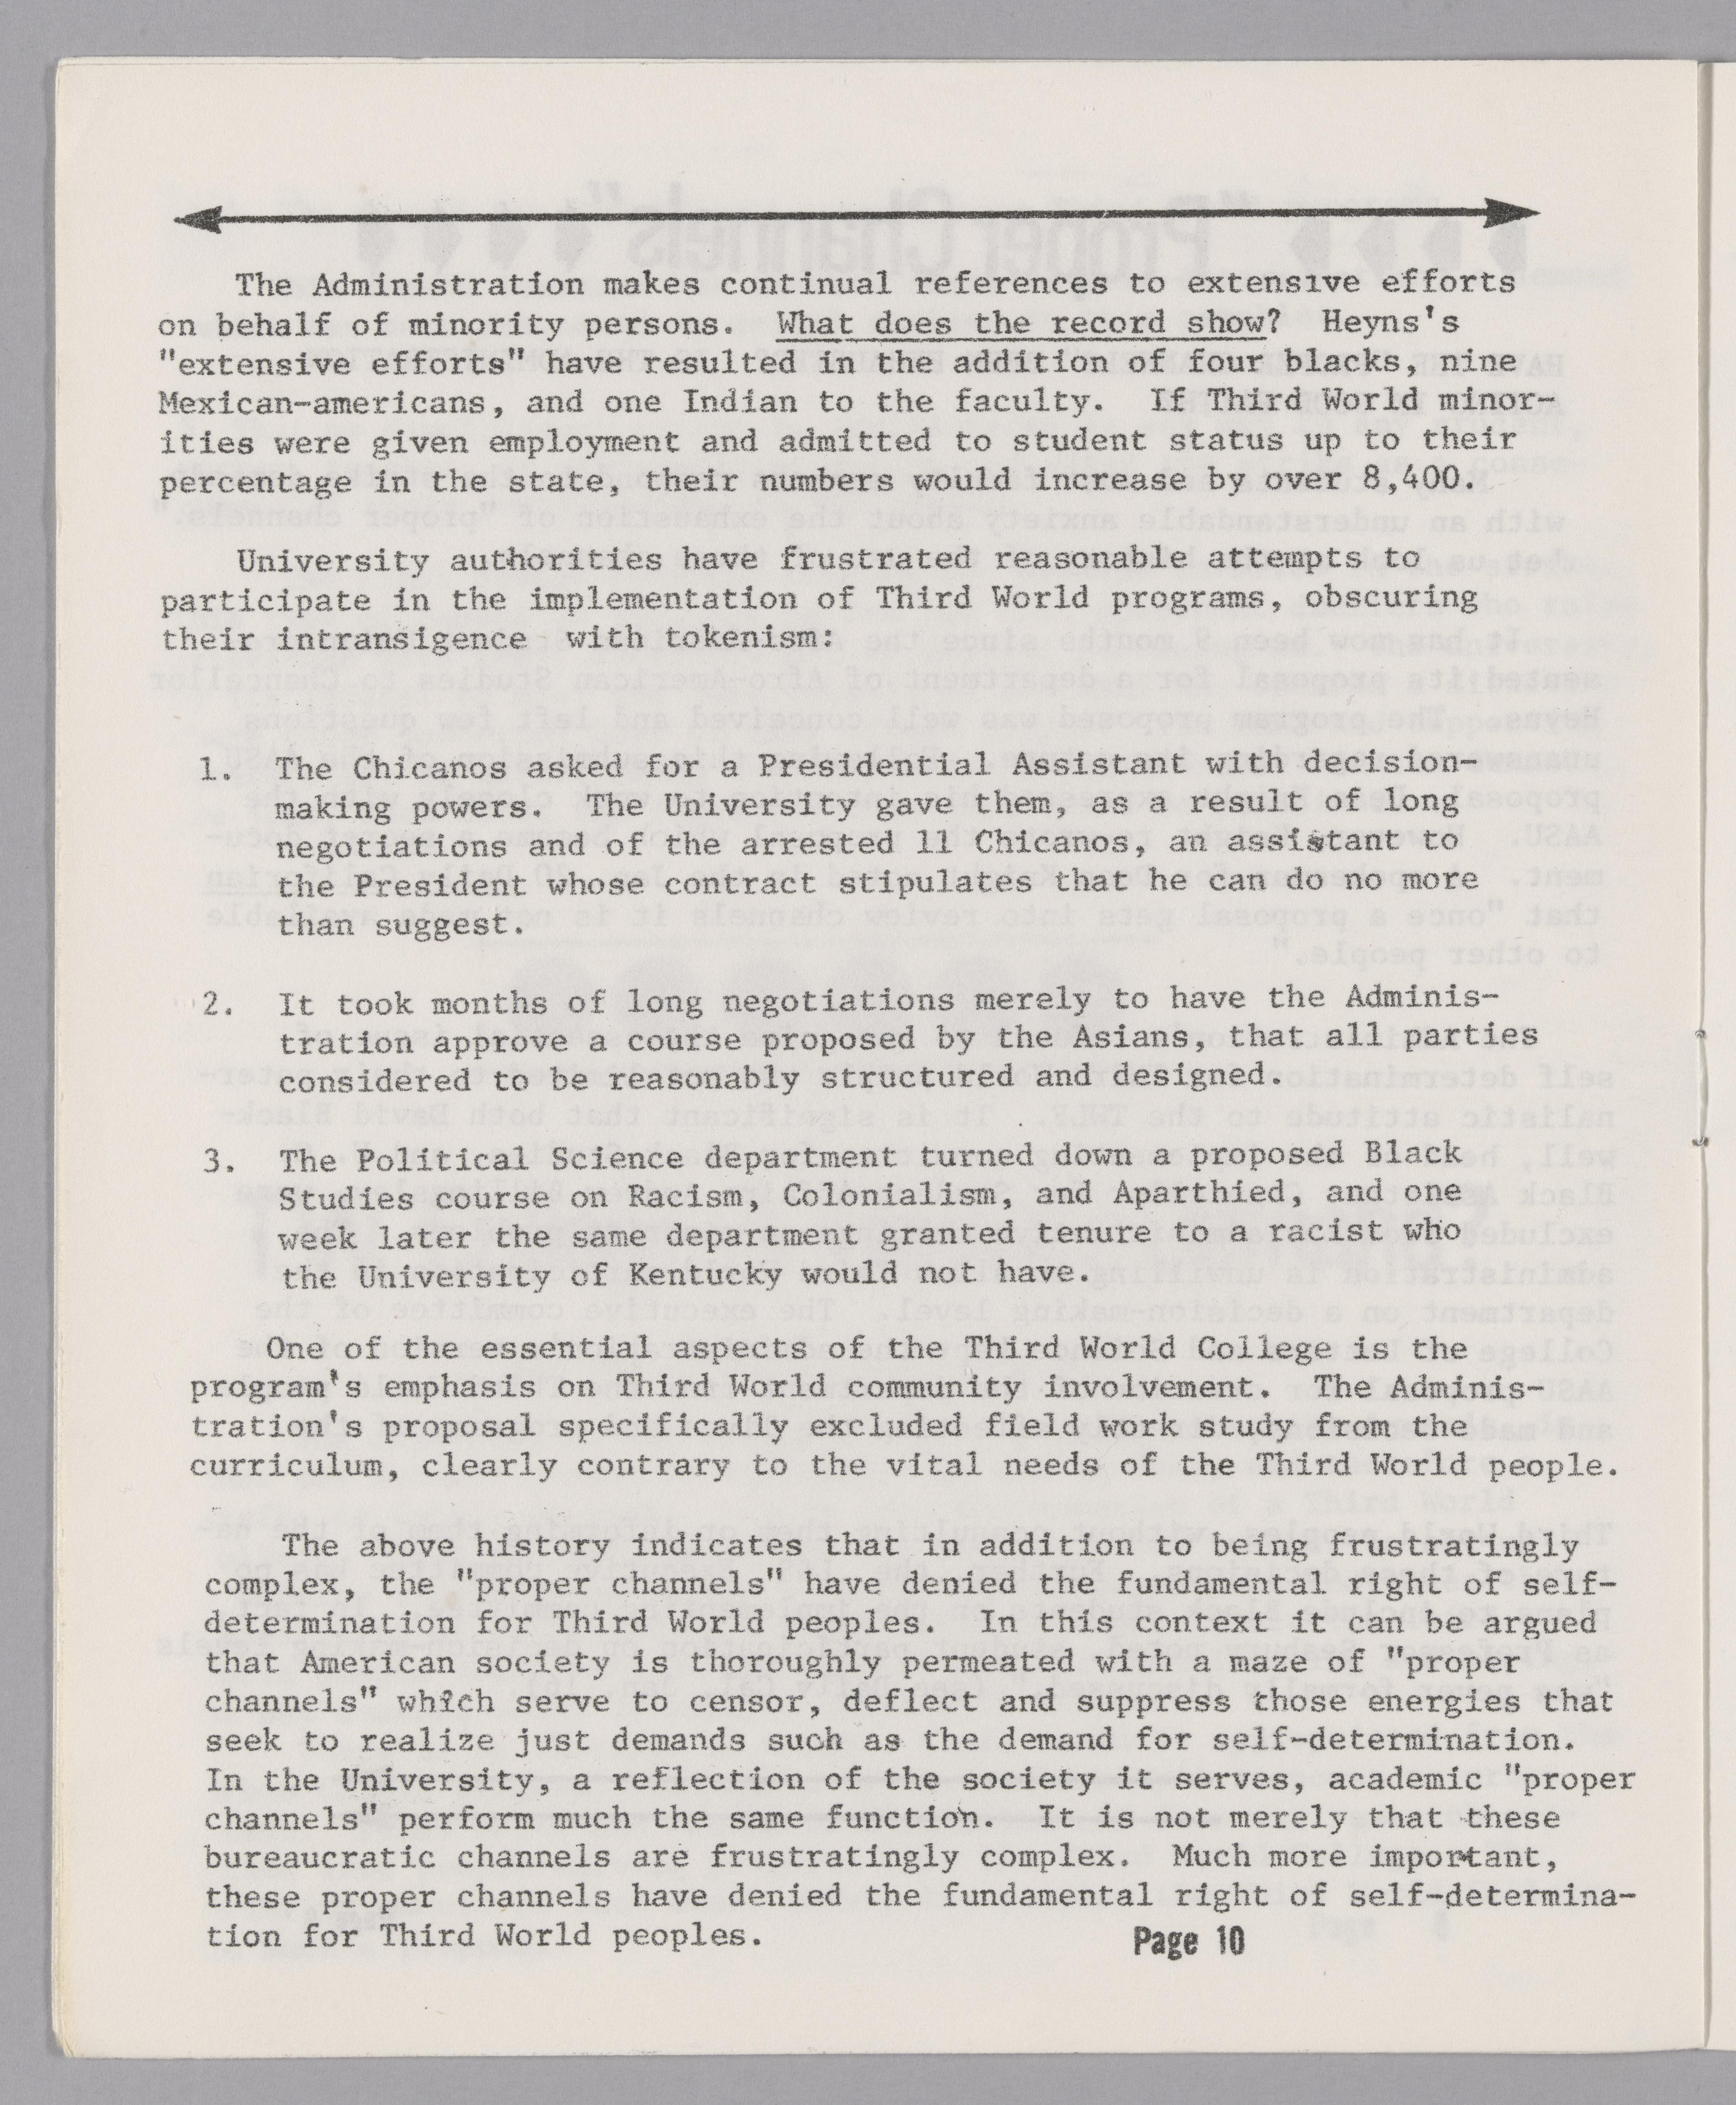 The Administration makes continual references to extensive efforts
on behalf of minority persons. What does the record show? Heyns's
"extensive efforts" have resulted in the addition of four blacks, nine
Mexican-americans, and one Indian to the faculty. If Third World minor-
ities were given employment and admitted to student status up to their
percentage in the state, their numbers would increase by over 8,400.
University authorities have frustrated reasonable attempts to
participate in the implementation of Third World programs, obscuring
their intransigence with tokenism:
1. The Chicanos asked for a Presidential Assistant with decision-
making powers. The University gave them, as a result of long
negotiations and of the arrested 11 Chicanos, an assistant to
the President whose contract stipulates that he can do no more
than suggest.
2. It took months of long negotiations merely to have the Adminis-
tration approve a course proposed by the Asians, that all parties
considered to be reasonably structured and designed.
3. The Political Science department turned down a proposed Black
Studies course on Racism, Colonialism, and Aparthied, and one
week later the same department granted tenure to a racist who
the University of Kentucky would not have.
One of the essential aspects of the Third World College is the
program's emphasis on Third World community involvement. The Adminis-
tration's proposal specifically excluded field work study from the
curriculum, clearly contrary to the vital needs of the Third World people.
The above history indicates that in addition to being frustratingly
complex, the "proper channels" have denied the fundamental right of self-
determination for Third World peoples. In this context it can be argued
that American society is thoroughly permeated with a maze of "proper
channels" which serve to censor, deflect and suppress those energies that
seek to realize just demands such as the demand for self-determination.
In the University, a reflection of the society it serves, academic "proper
channels" perform much the same function. It is not merely that these
bureaucratic channels are frustratingly complex. Much more important,
these proper channels have denied the fundamental right of self-determina-
tion for Third World peoples.
Page 10